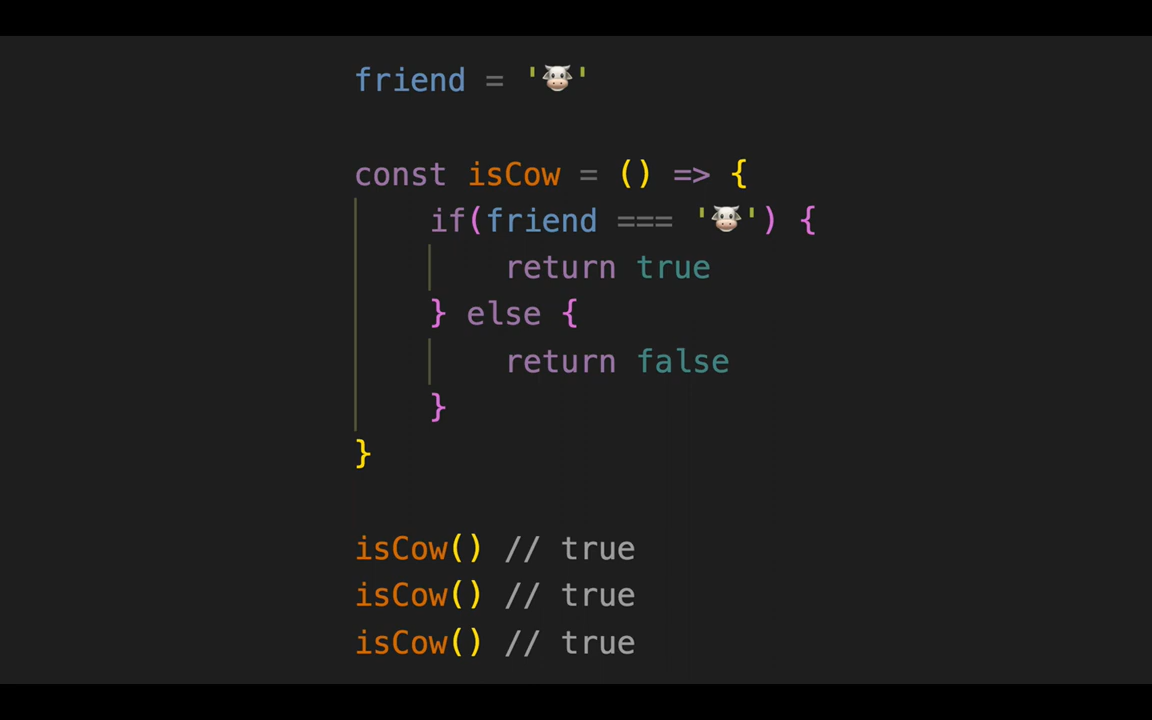 friend = '🐮'
const isCow = () => {
if(friend === '🐮') {
return true
} else {
return false
}
}
isCow() // true
isCow() // true
isCow() // true